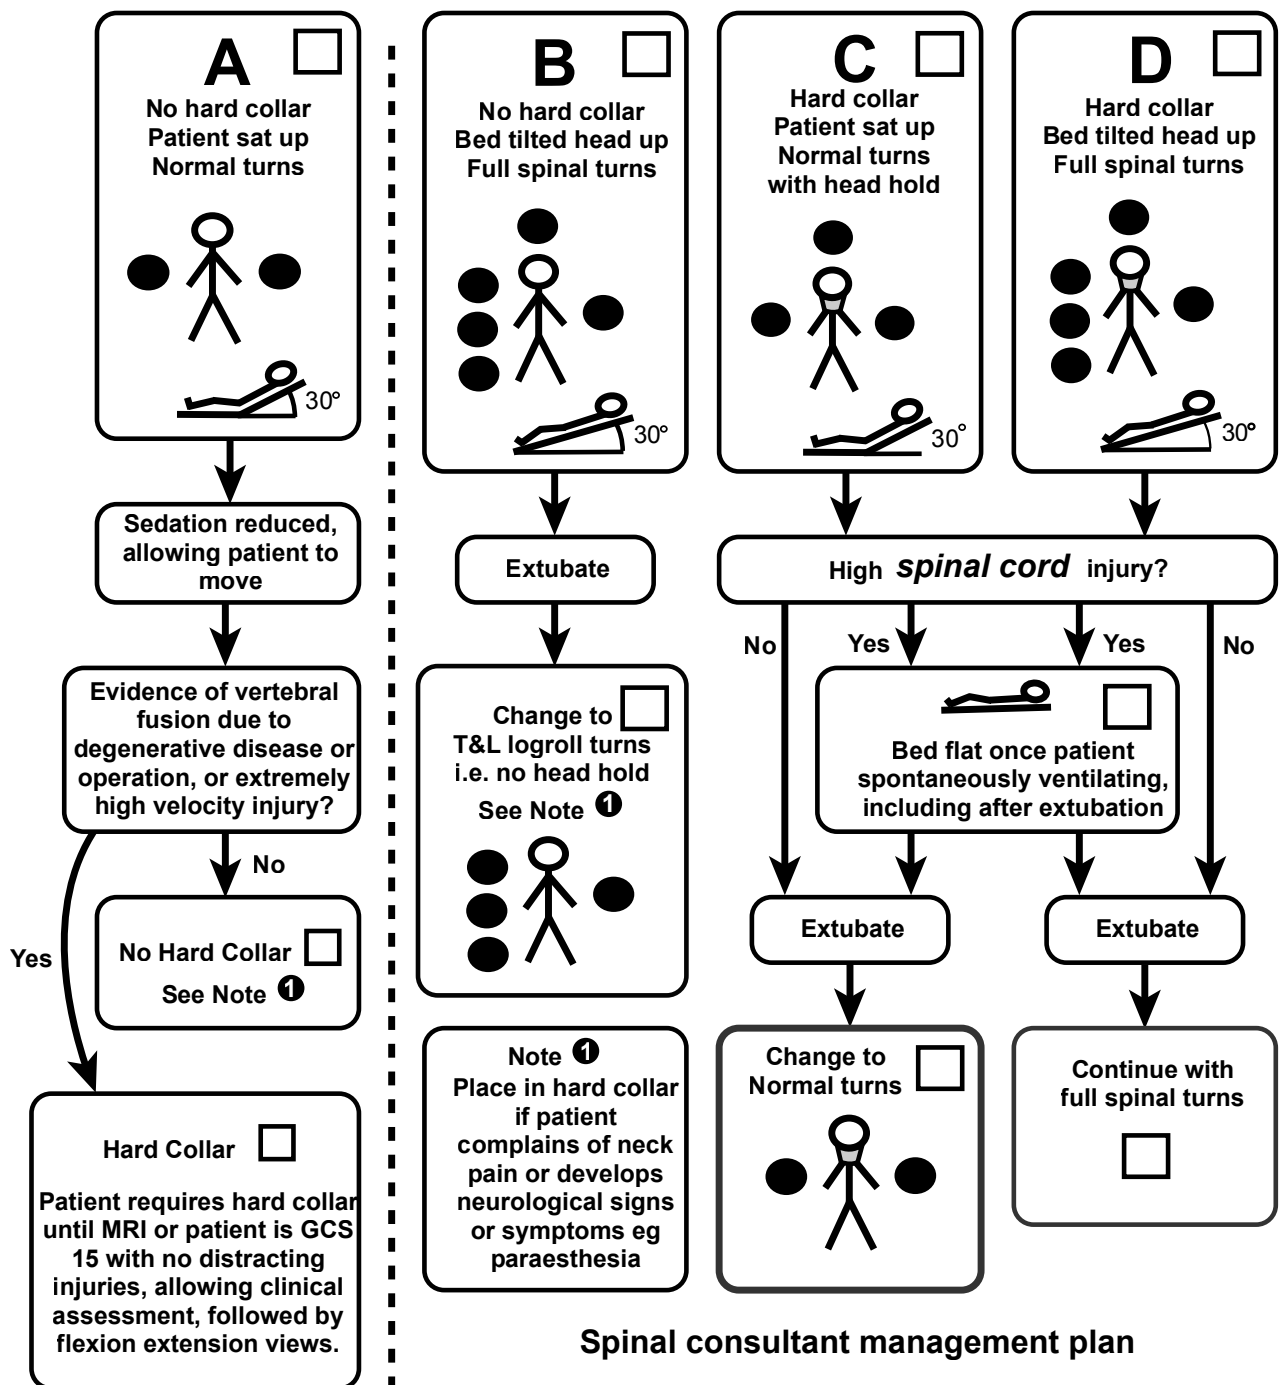 A
No hard collar
Patient sat up
Normal turns
30°
Sedation reduced,
allowing patient to
move
Evidence of vertebral
fusion due to
degenerative disease or
operation, or extremely
high velocity injury?
No
Yes
No Hard Collar
See Note ❶
Hard Collar
Patient requires hard collar
until MRI or patient is GCS
15 with no distracting
injuries, allowing clinical
assessment, followed by
flexion extension views.
B
No hard collar
Bed tilted head up
Full spinal turns
30°
Extubate
Change to
T&L logroll turns
i.e. no head hold
See Note ❶
Note ❶
Place in hard collar
if patient
complains of neck
pain or develops
neurological signs
or symptoms eg
paraesthesia
C
Hard collar
Patient sat up
Normal turns
with head hold
30°
D
Hard collar
Bed tilted head up
Full spinal turns
30°
High spinal cord injury?
No
Yes
Yes
No
Bed flat once patient
spontaneously ventilating,
including after extubation
Extubate
Extubate
Change to
Normal turns
Continue with
full spinal turns
Spinal consultant management plan